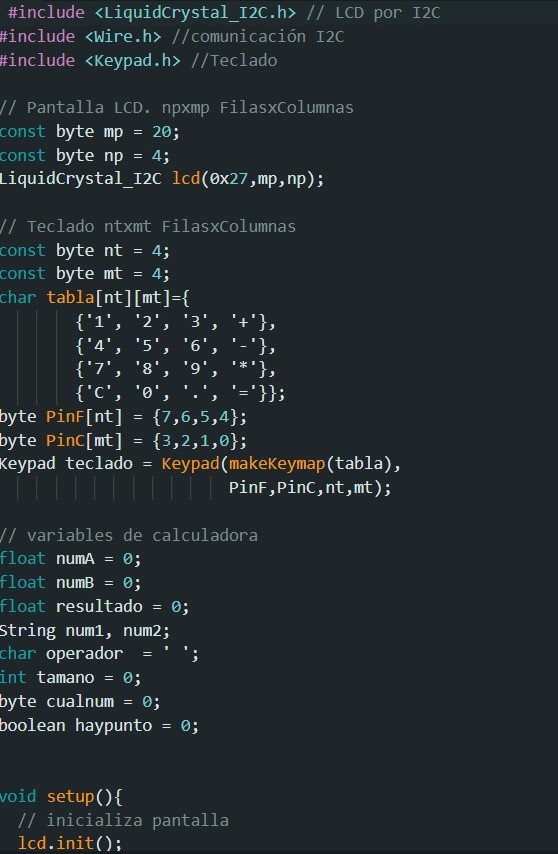 #include <LiquidCrystal_I2C.h> // LCD por I2C
#include <Wire.h> //comunicación I2C
#include <Keypad.h> //Teclado

// Pantalla LCD. npxmp FilasxColumnas
const byte mp = 20;
const byte np = 4;
LiquidCrystal_I2C lcd(0x27,mp,np);

// Teclado ntxmt FilasxColumnas
const byte nt = 4;
const byte mt = 4;
char tabla[nt][mt]={
        {'1', '2', '3', '+'},
        {'4', '5', '6', '-'},
        {'7', '8', '9', '*'},
        {'C', '0', '.', '='}};
byte PinF[nt] = {7,6,5,4};
byte PinC[mt] = {3,2,1,0};
Keypad teclado = Keypad(makeKeymap(tabla),
                        PinF,PinC,nt,mt);

// variables de calculadora
float numA = 0;
float numB = 0;
float resultado = 0;
String num1, num2;
char operador  = ' ';
int tamano = 0;
byte cualnum = 0;
boolean haypunto = 0;


void setup(){
  // inicializa pantalla
  lcd.init();